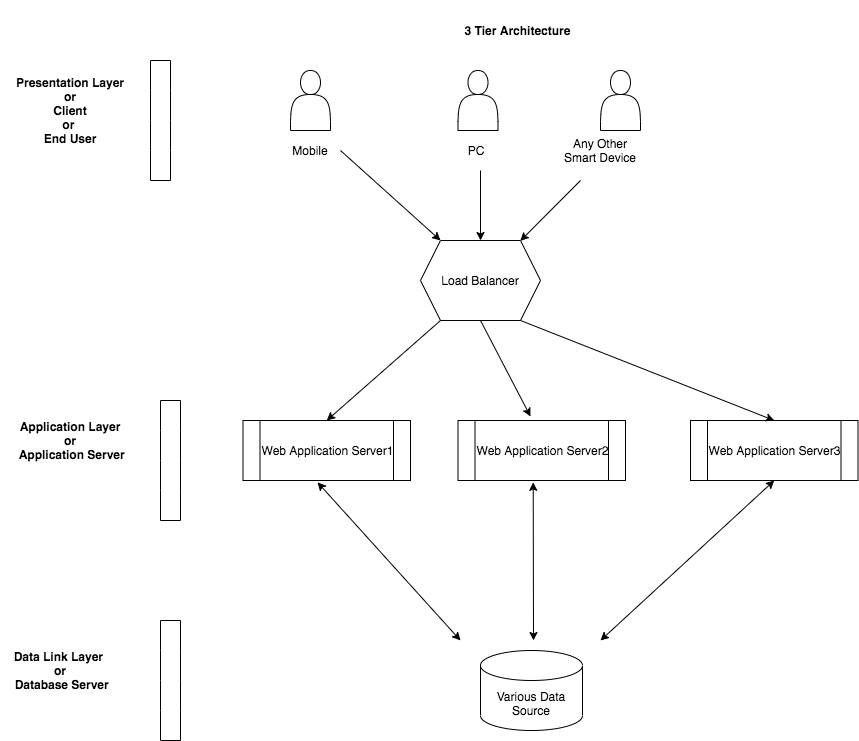 3 Tier Architecture
Presentation Layer
or
Client
or
End User
Mobile
PC
Any Other
Smart Device
Load Balancer
Application Layer
or
Application Server
Web Application Server1
Web Application Server2
Web Application Server3
Data Link Layer
or
Database Server
Various Data
Source